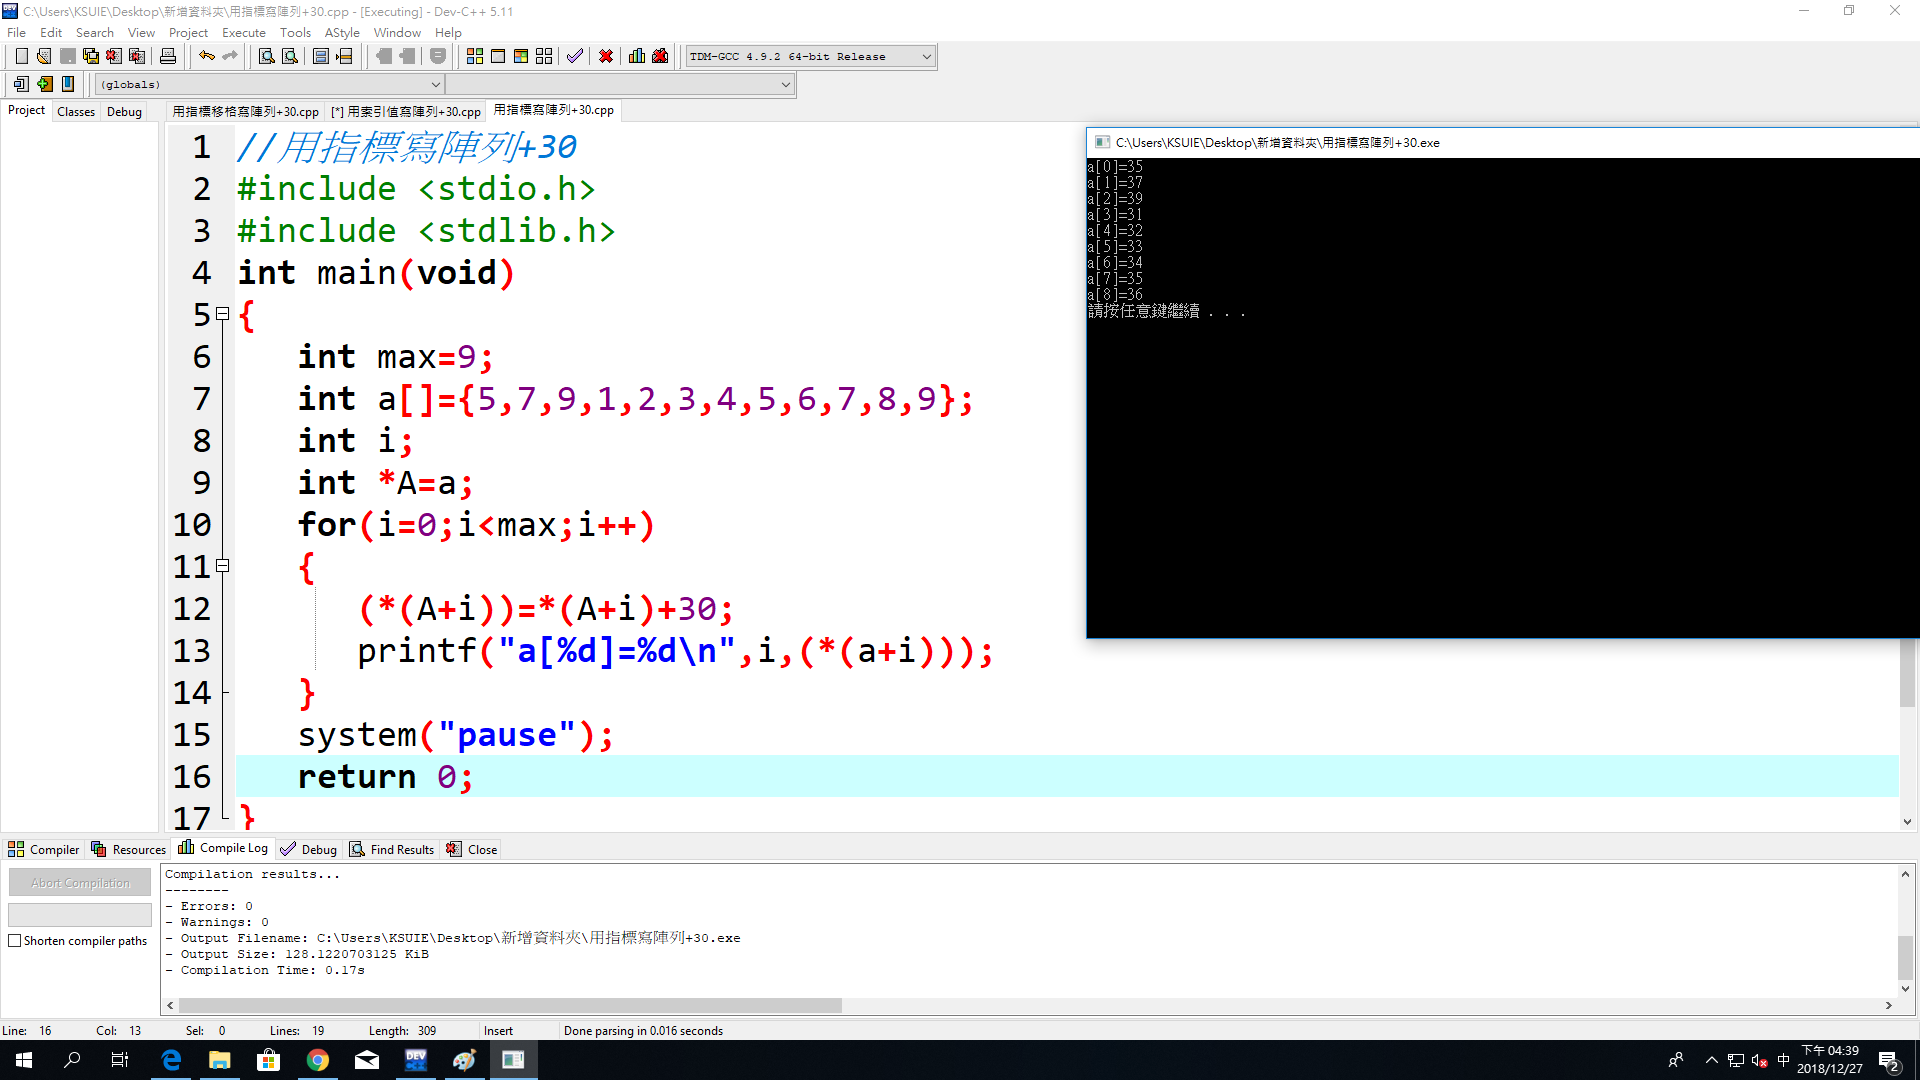 C:\Users\KSUIE\Desktop\新增資料夾\用指標寫陣列+30.cpp - [Executing] - Dev-C++ 5.11
File Edit Search View Project Execute Tools AStyle Window Help
TDM-GCC 4.9.2 64-bit Release
(globals)
Project Classes Debug
用指標移格寫陣列+30.cpp [*] 用索引值寫陣列+30.cpp 用指標寫陣列+30.cpp
1 //用指標寫陣列+30
2 #include <stdio.h>
3 #include <stdlib.h>
4 int main(void)
5 {
6 int max=9;
7 int a[]={5,7,9,1,2,3,4,5,6,7,8,9};
8 int i;
9 int *A=a;
10 for(i=0;i<max;i++)
11 {
12 (*(A+i))=*(A+i)+30;
13 printf("a[%d]=%d\n",i,(*(a+i)));
14 }
15 system("pause");
16 return 0;
17 }
C:\Users\KSUIE\Desktop\新增資料夾\用指標寫陣列+30.exe
a[0]=35
a[1]=37
a[2]=39
a[3]=31
a[4]=32
a[5]=33
a[6]=34
a[7]=35
a[8]=36
請按任意鍵繼續 . . .
Compiler Resources Compile Log Debug Find Results Close
Abort Compilation
Shorten compiler paths
Compilation results...
--------
- Errors: 0
- Warnings: 0
- Output Filename: C:\Users\KSUIE\Desktop\新增資料夾\用指標寫陣列+30.exe
- Output Size: 128.1220703125 KiB
- Compilation Time: 0.17s
Line: 16 Col: 13 Sel: 0 Lines: 19 Length: 309 Insert Done parsing in 0.016 seconds
DEV
中
下午 04:39
2018/12/27
2